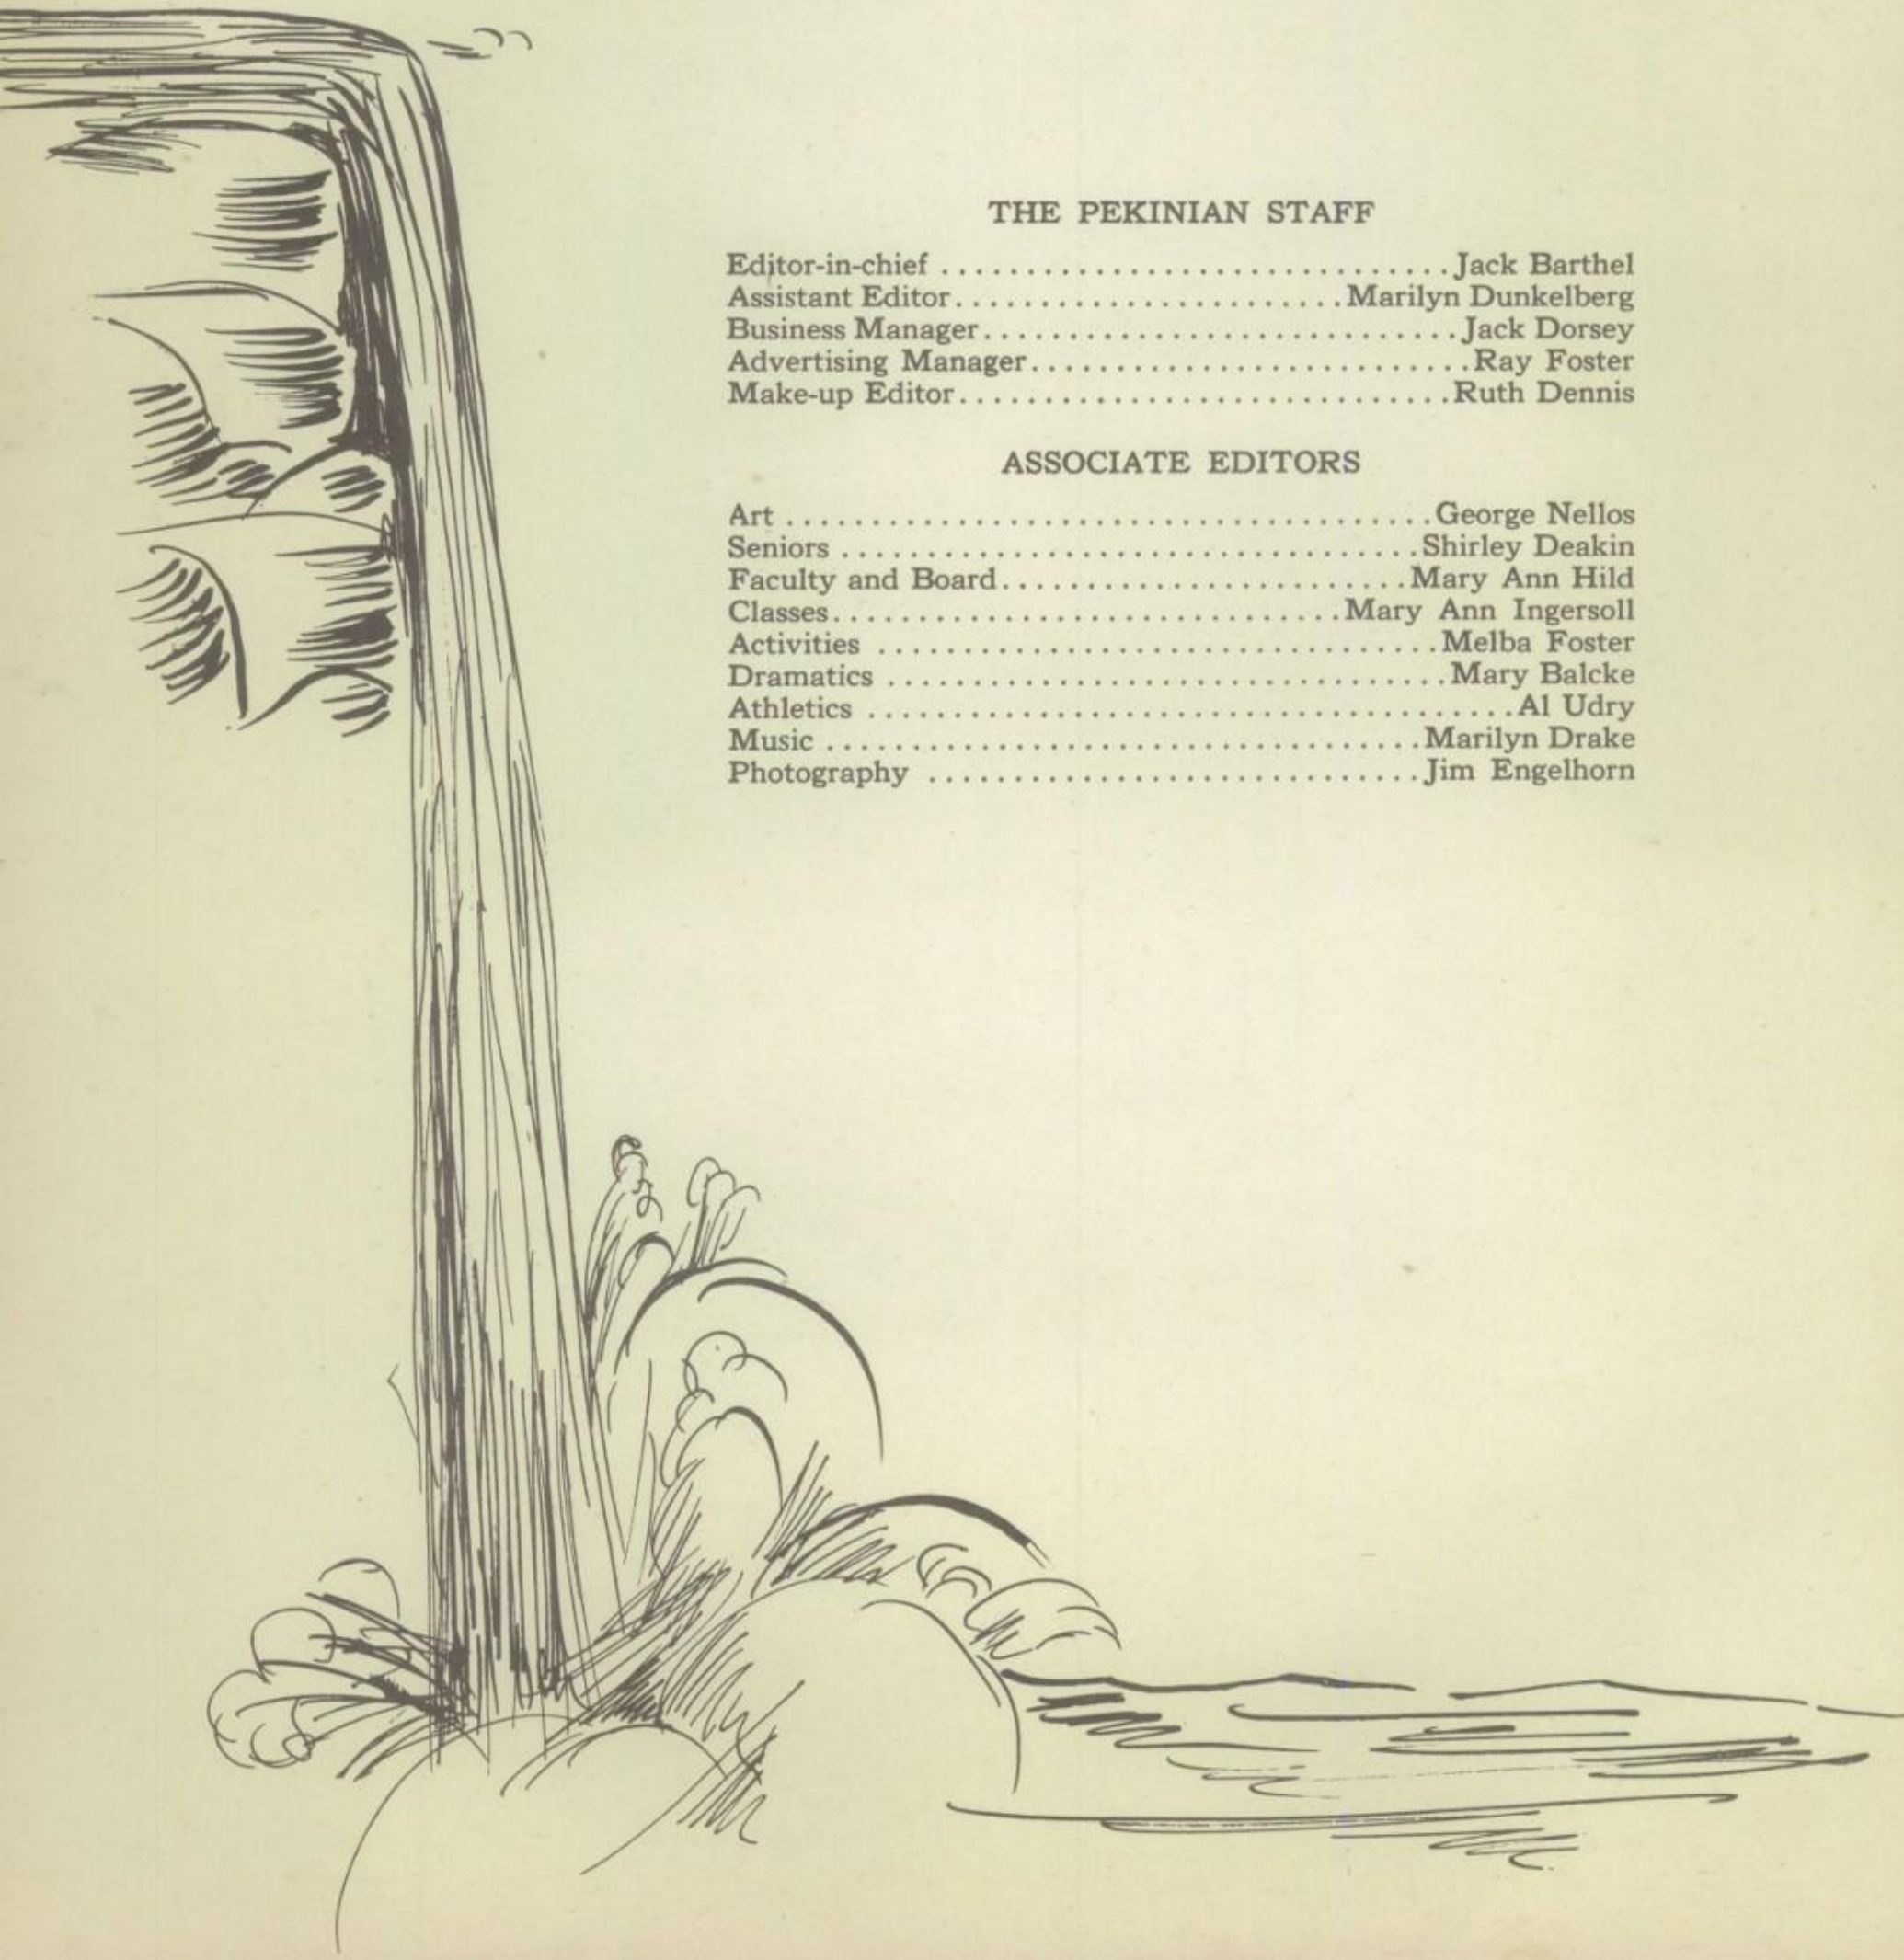 THE PEKINIAN STAFF
Editor-in-chief ..............................Jack Barthel
Assistant Editor.......................Marilyn Dunkelberg
Business Manager............................Jack Dorsey
Advertising Manager..........................Ray Foster
Make-up Editor.............................Ruth Dennis
ASSOCIATE EDITORS
Art ......................................George Nellos
Seniors ..................................Shirley Deakin
Faculty and Board........................Mary Ann Hild
Classes..............................Mary Ann Ingersoll
Activities .................................Melba Foster
Dramatics .................................Mary Balcke
Athletics ......................................Al Udry
Music ...................................Marilyn Drake
Photography .............................Jim Engelhorn